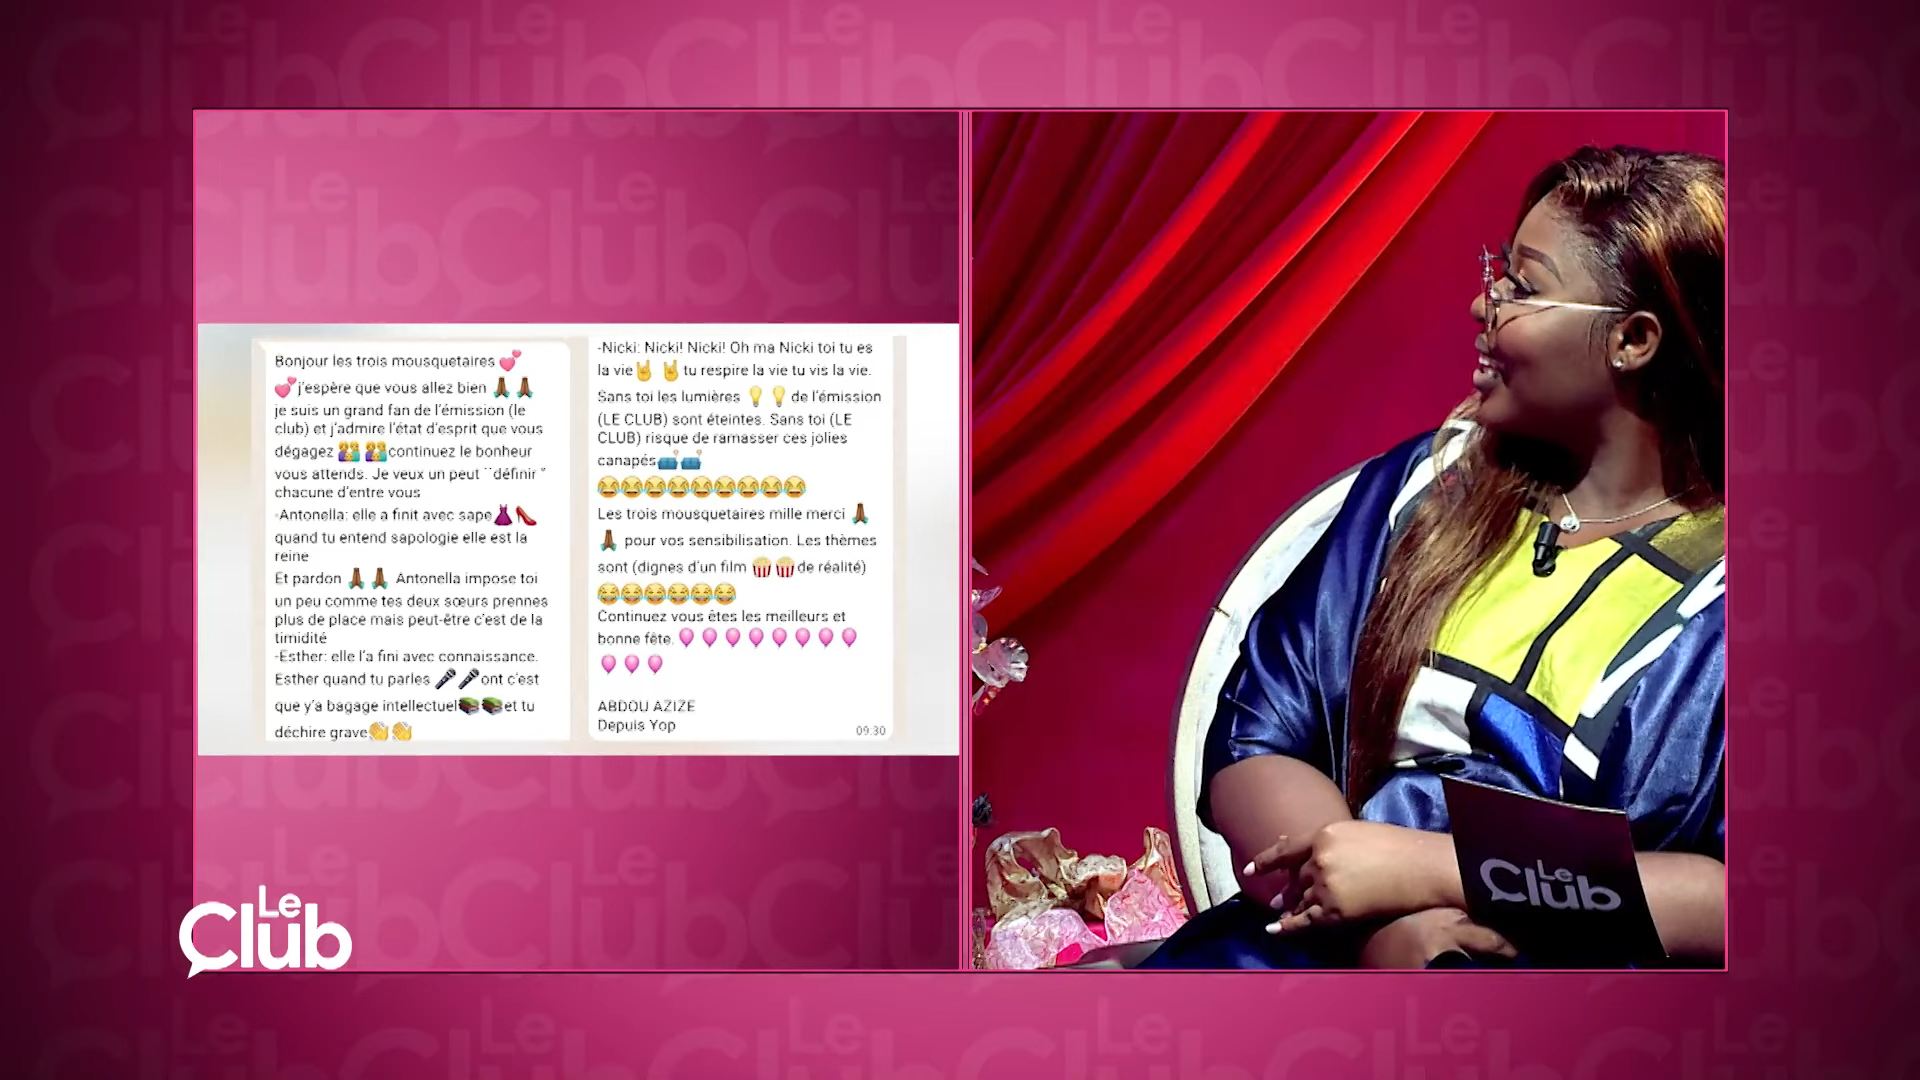 Bonjour les trois mousquetaires 💕
💕j'espère que vous allez bien 🙏🏾 🙏🏾
je suis un grand fan de l'émission (le
club) et j'admire l'état d'esprit que vous
dégagez 👩‍❤️‍👨 👩‍❤️‍👨continuez le bonheur
vous attends. Je veux un peut ``définir "
chacune d'entre vous
-Antonella: elle a finit avec sape👗👠
quand tu entend sapologie elle est la
reine
Et pardon 🙏🏾 🙏🏾 Antonella impose toi
un peu comme tes deux sœurs prennes
plus de place mais peut-être c'est de la
timidité
-Esther: elle l'a fini avec connaissance.
Esther quand tu parles 🎤🎤ont c'est
que y'a bagage intellectuel📚📚et tu
déchire grave👏👏
-Nicki: Nicki! Nicki! Oh ma Nicki toi tu es
la vie🤘 🤘 tu respire la vie tu vis la vie.
Sans toi les lumières 💡 💡 de l'émission
(LE CLUB) sont éteintes. Sans toi (LE
CLUB) risque de ramasser ces jolies
canapés🛋️🛋️
😂😂😂😂😂😂😂😂😂
Les trois mousquetaires mille merci 🙏🏾
🙏🏾 pour vos sensibilisation. Les thèmes
sont (dignes d'un film 🍿🍿de réalité)
😂😂😂😂😂😂
Continuez vous êtes les meilleurs et
bonne fête.🎈🎈🎈🎈🎈🎈🎈🎈
🎈🎈🎈
ABDOU AZIZE
Depuis Yop
09:30
Le
Club
Le
Club